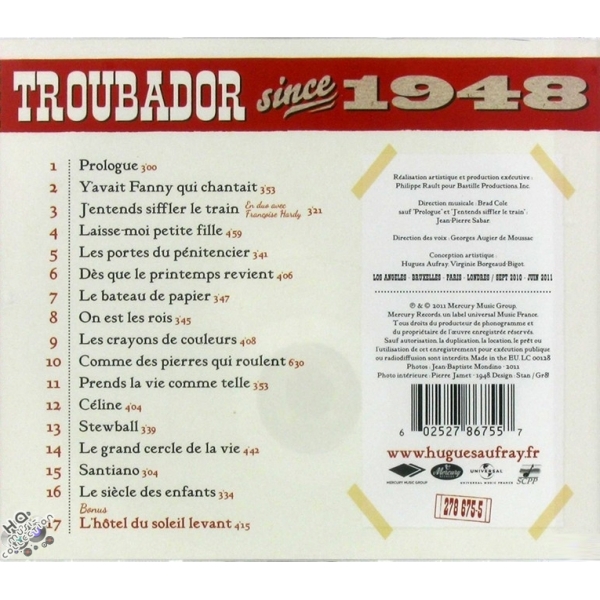 TROUBADOR since 1948
1 Prologue 3'00
2 Y'avait Fanny qui chantait 3'53
3 J'entends siffler le train En duo avec Françoise Hardy 3'21
4 Laisse-moi petite fille 4'59
5 Les portes du pénitencier 3'41
6 Dès que le printemps revient 4'06
7 Le bateau de papier 3'47
8 On est les rois 3'45
9 Les crayons de couleurs 4'08
10 Comme des pierres qui roulent 6'30
11 Prends la vie comme telle 3'53
12 Céline 4'04
13 Stewball 3'39
14 Le grand cercle de la vie 4'42
15 Santiano 3'04
16 Le siècle des enfants 3'34
Bonus
17 L'hôtel du soleil levant 4'15
Réalisation artistique et production exécutive :
Philippe Rault pour Bastille Productions, Inc.
Direction musicale : Brad Cole
sauf "Prologue" et "J'entends siffler le train" :
Jean-Pierre Sabar.
Direction des voix : Georges Augier de Moussac
Conception artistique :
Hugues Aufray, Virginie Borgeaud-Bigot.
LOS ANGELES - BRUXELLES - PARIS - LONDRES / SEPT 2010 - JUIN 2011
℗ & © 2011 Mercury Music Group.
Mercury Records, un label universal Music France.
Tous droits du producteur de phonogramme et
du propriétaire de l'œuvre enregistrée réservés.
Sauf autorisation, la duplication, la location, le prêt ou
l'utilisation de cet enregistrement pour exécution publique
ou radiodiffusion sont interdits. Made in the E.U. LC 00128
Photos : Jean-Baptiste Mondino - 2011
Photo intérieure : Pierre Jamet - 1948. Design : Stan / Gr8
6 02527 86755 7
www.huguesaufray.fr
MERCURY MUSIC GROUP
Mercury
UNIVERSAL
UNIVERSAL MUSIC FRANCE
SCPP
278 675-5
H.Q. music collection